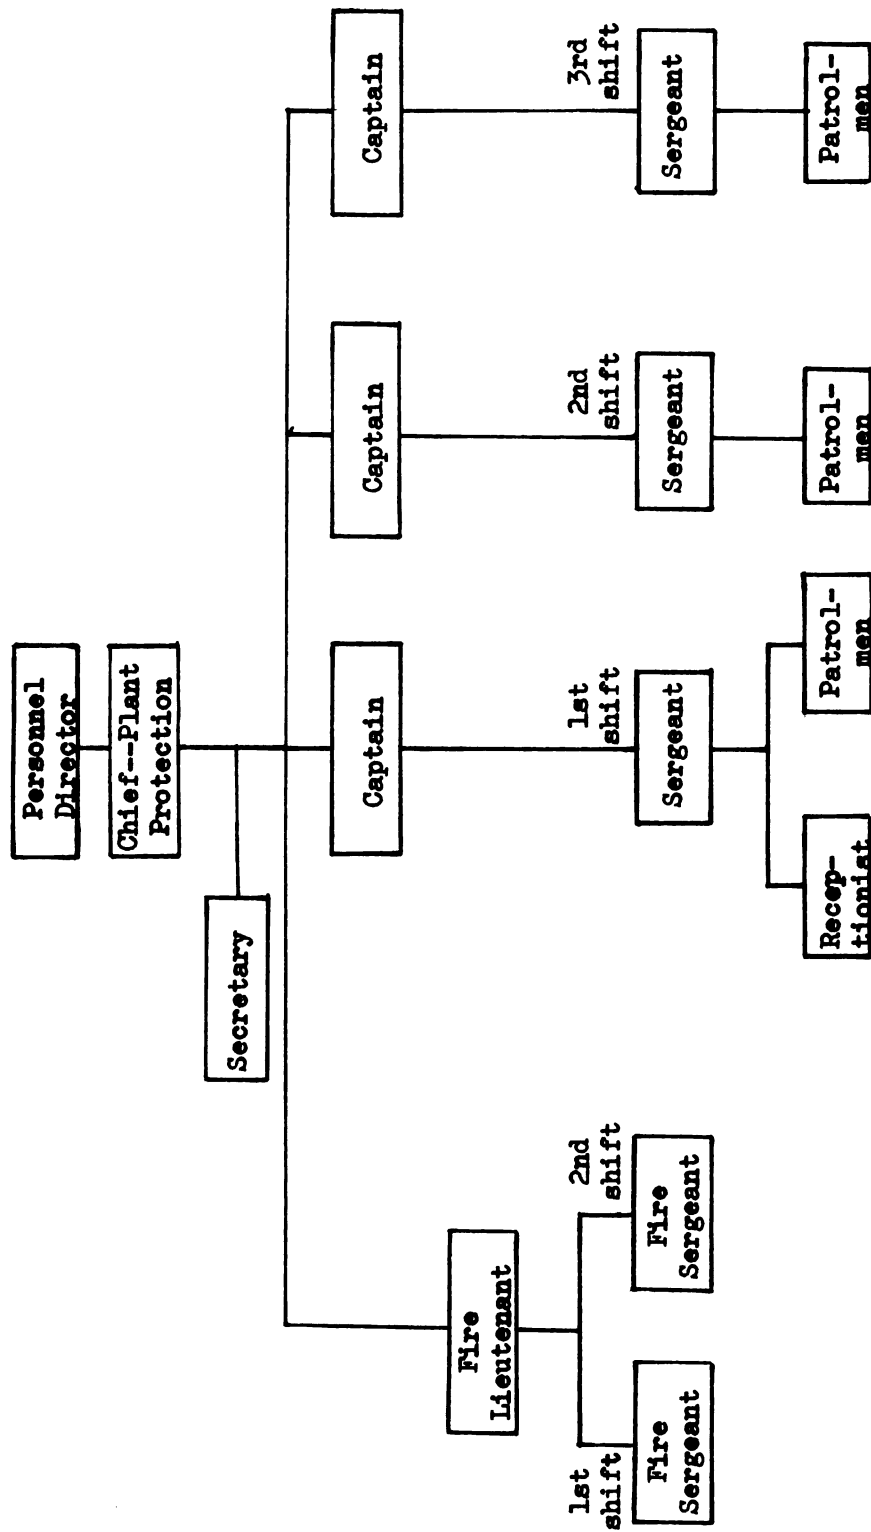 Personnel
Director
Chief--Plant
Protection
Secretary
Captain
Captain
Captain
Fire
Lieutenant
1st
shift
2nd
shift
1st
shift
2nd
shift
3rd
shift
Fire
Sergeant
Fire
Sergeant
Sergeant
Sergeant
Sergeant
Recep-
tionist
Patrol-
men
Patrol-
men
Patrol-
men